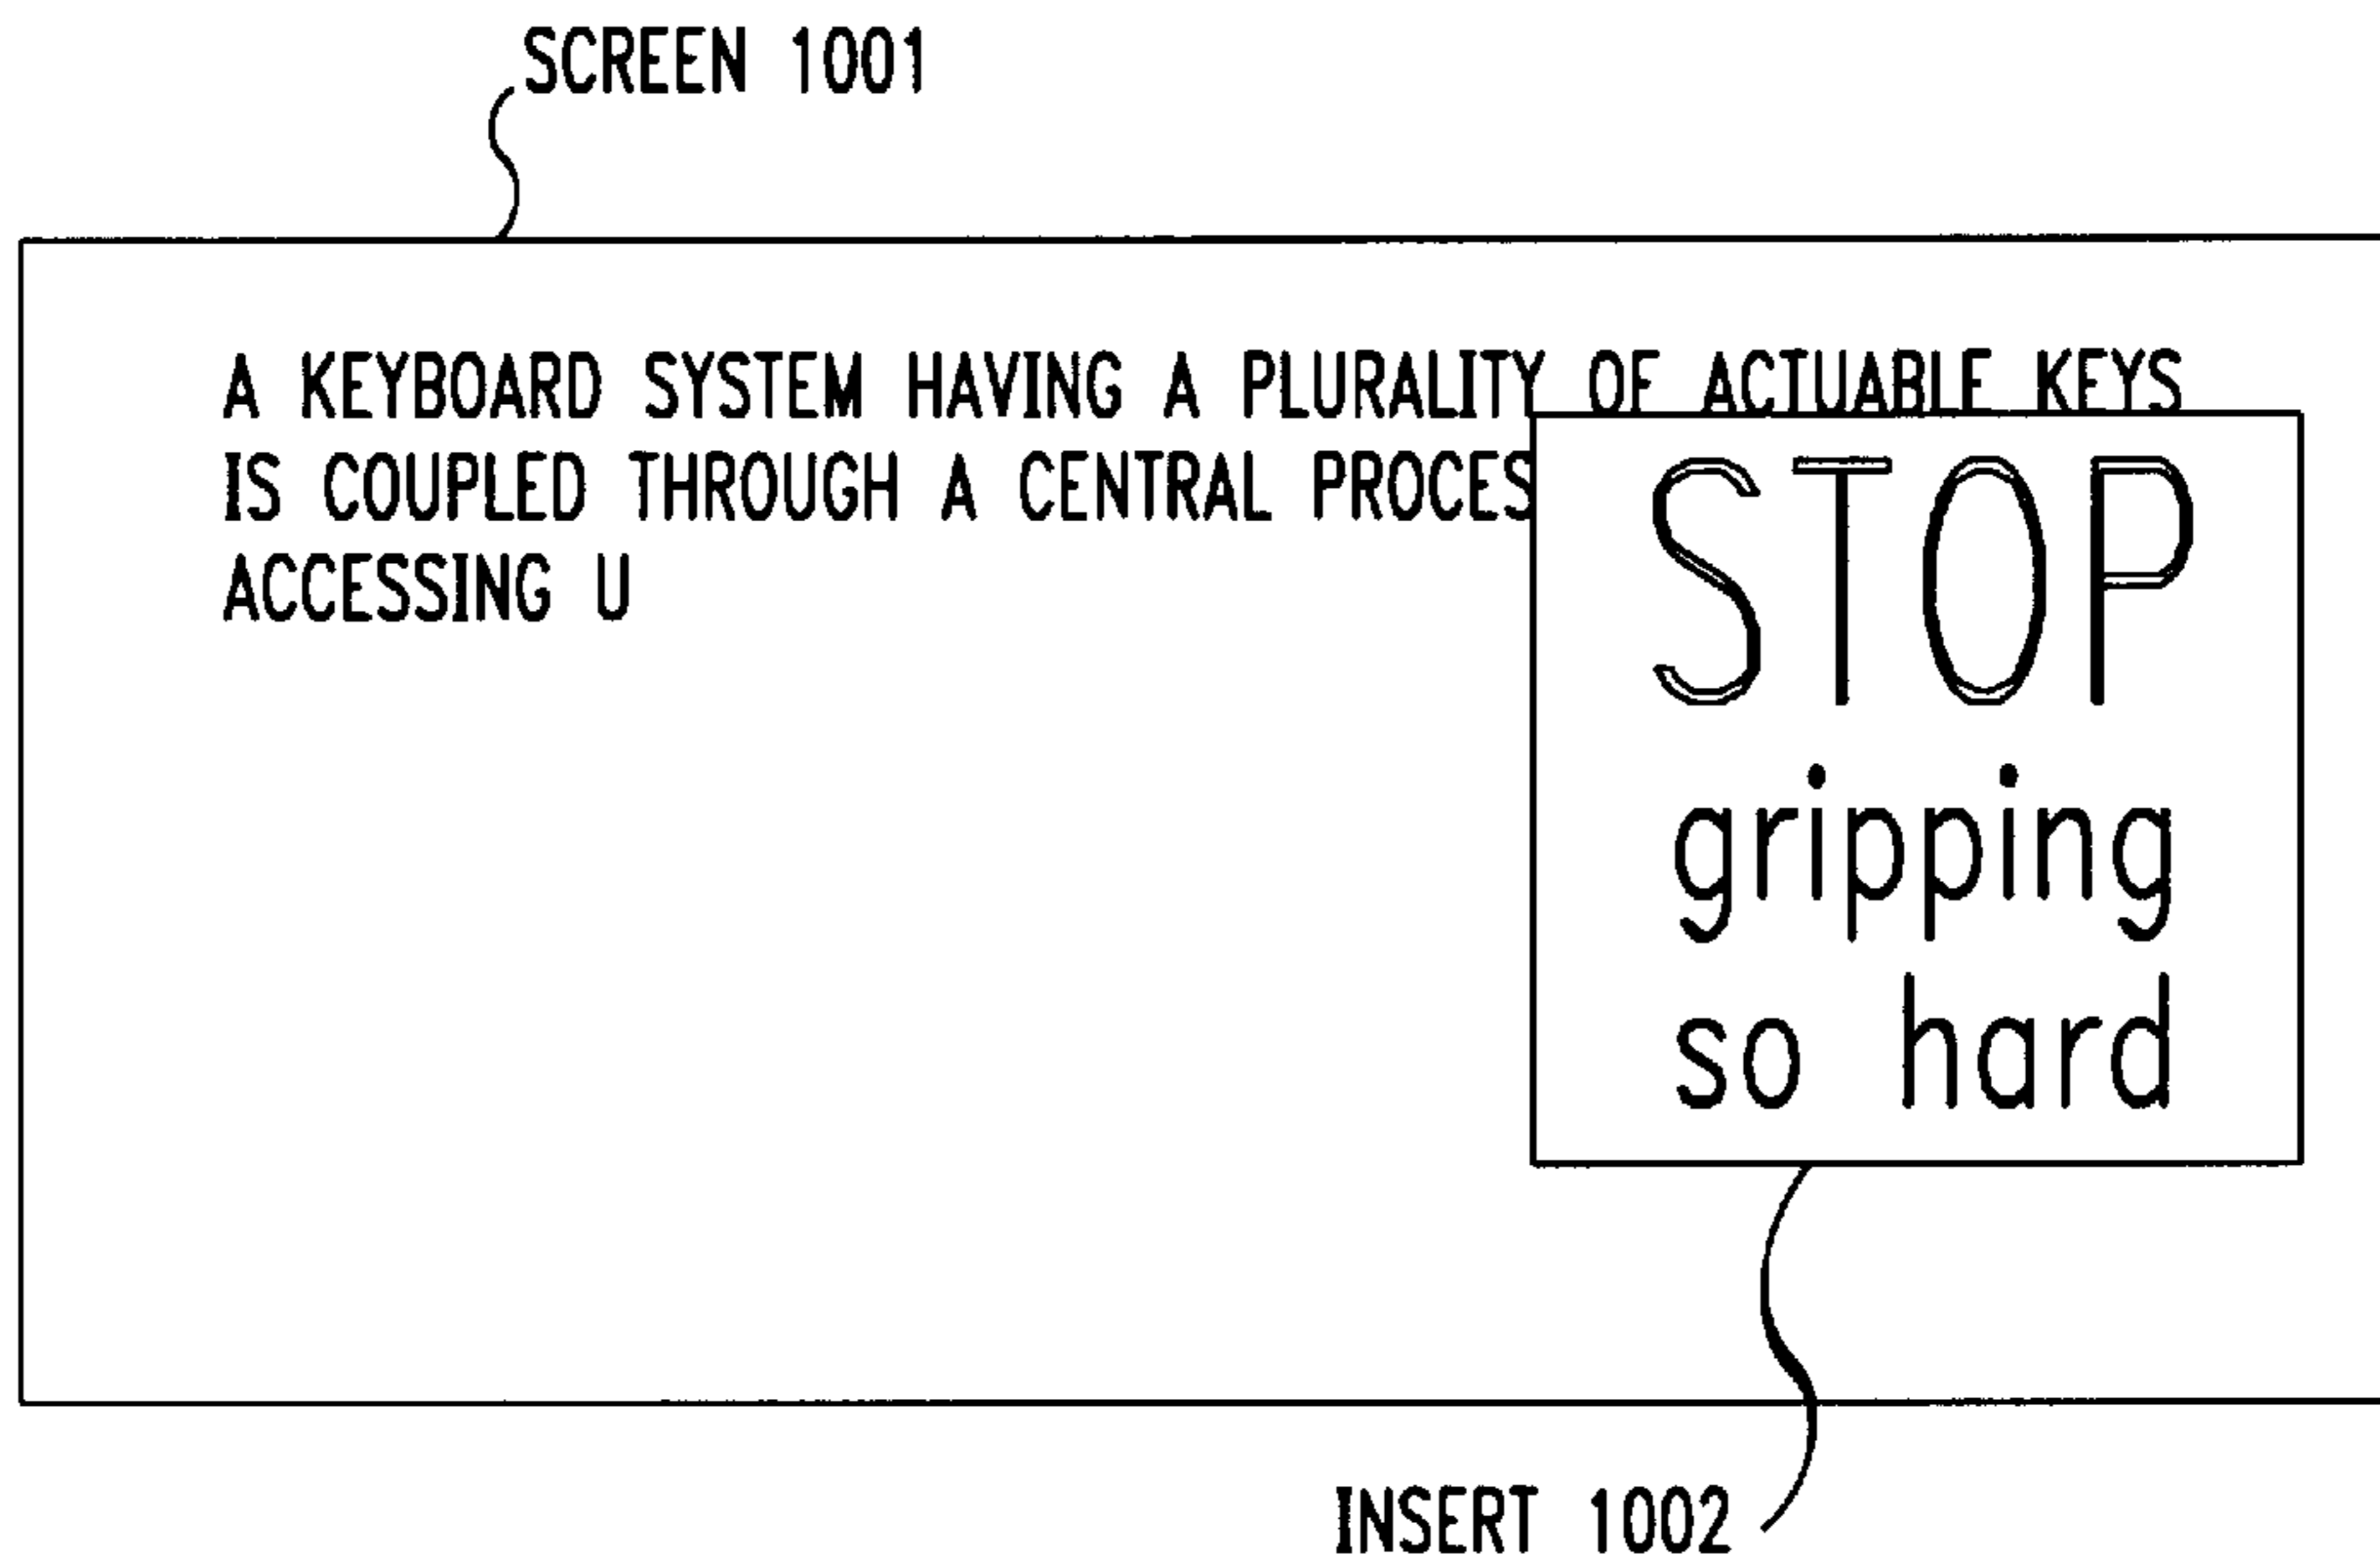 SCREEN 1001
A KEYBOARD SYSTEM HAVING A PLURALITY OF ACTUABLE KEYS
IS COUPLED THROUGH A CENTRAL PROCES
ACCESSING U
STOP
gripping
so hard
INSERT 1002